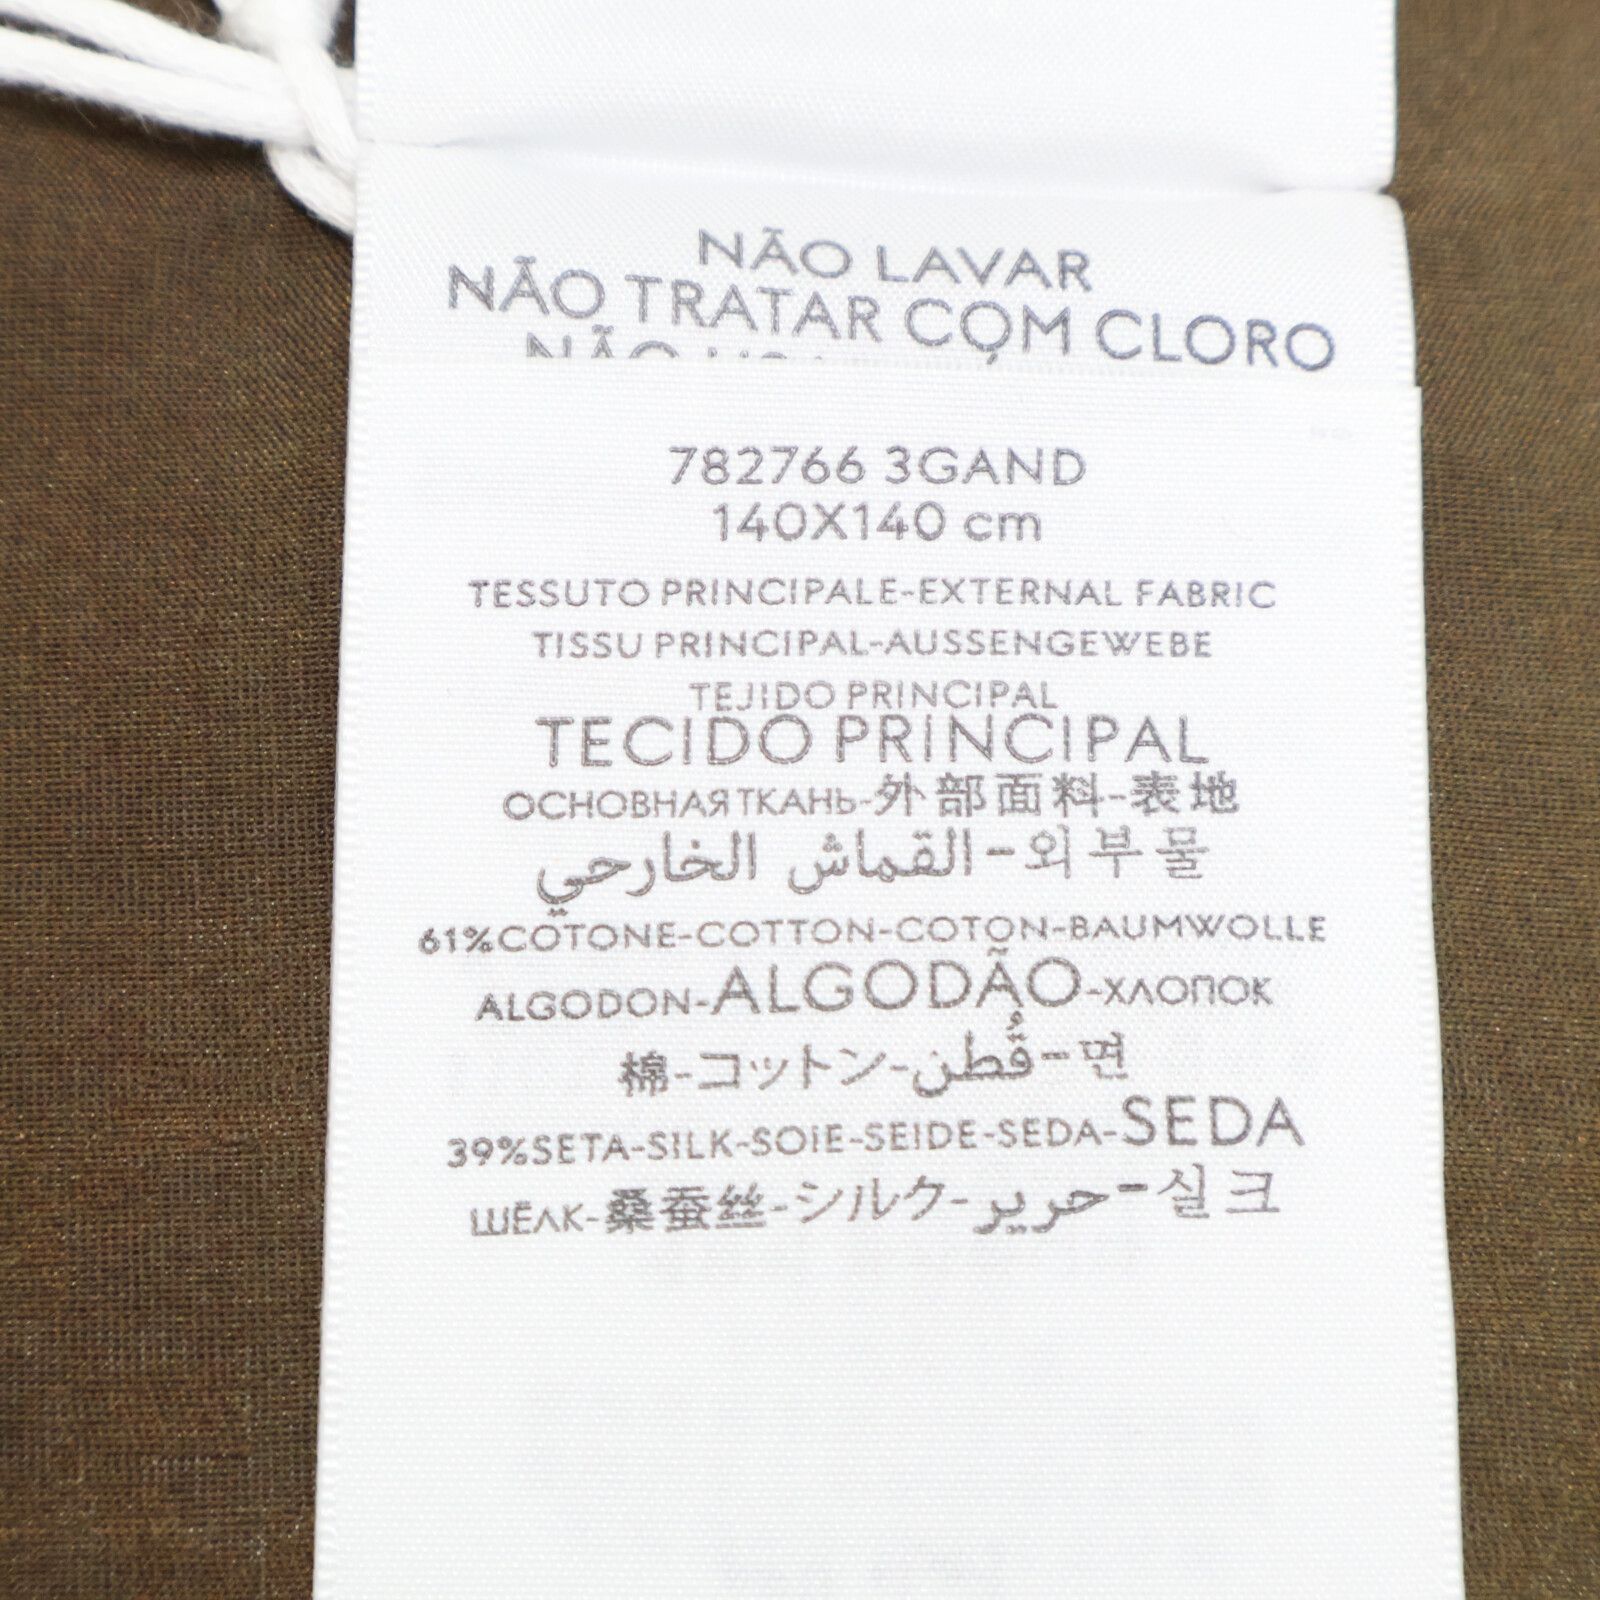 NÃO LAVAR
NÃO TRATAR COM CLORO
NÃO
782766 3GAND
140X140 cm
TESSUTO PRINCIPALE-EXTERNAL FABRIC
TISSU PRINCIPAL-AUSSENGEWEBE
TEJIDO PRINCIPAL
TECIDO PRINCIPAL
ОСНОВНАЯ ТКАНЬ-外部面料-表地
القماش الخارجي-외부물
61%COTONE-COTTON-COTON-BAUMWOLLE
ALGODON-ALGODÃO-ХЛОПОК
棉-コットン-قُطن-면
39%SETA-SILK-SOIE-SEIDE-SEDA-SEDA
ШЁЛК-桑蚕丝-シルク-حرير-실크